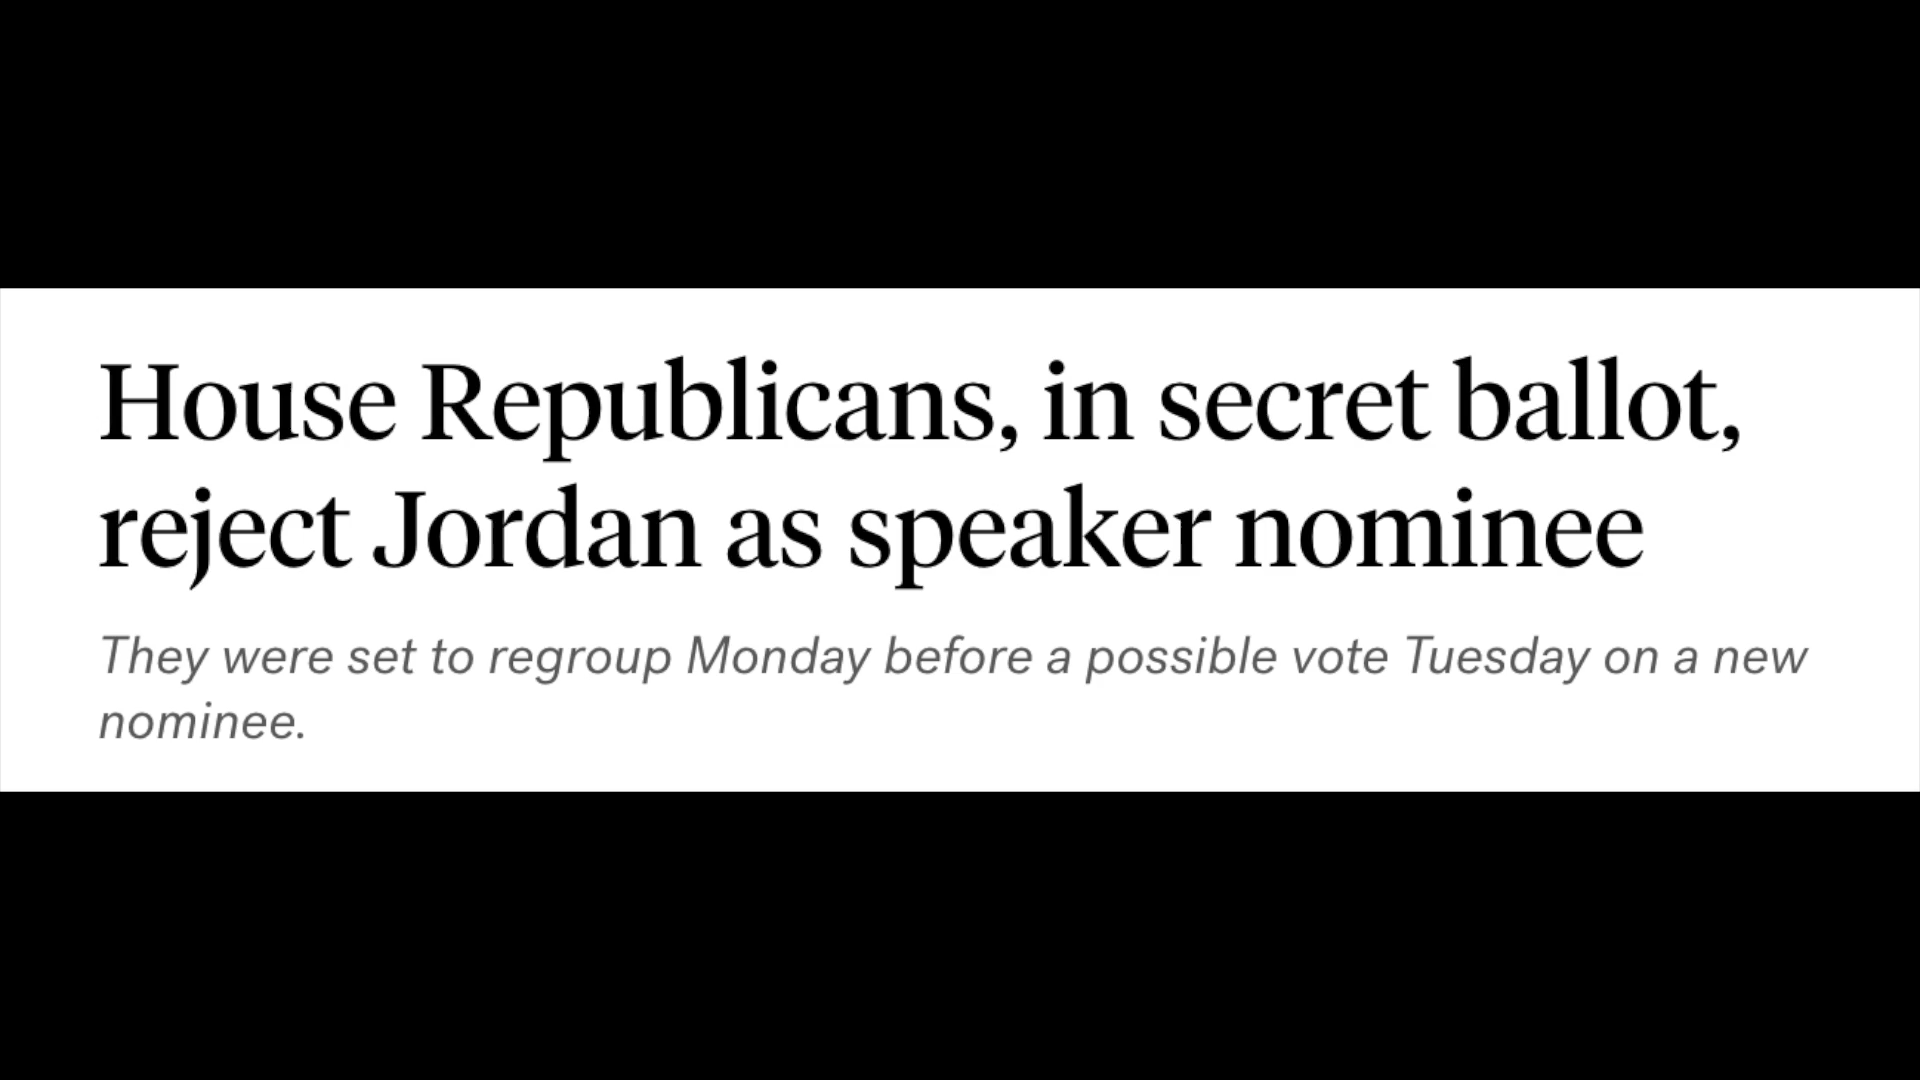 House Republicans, in secret ballot,
reject Jordan as speaker nominee
They were set to regroup Monday before a possible vote Tuesday on a new
nominee.